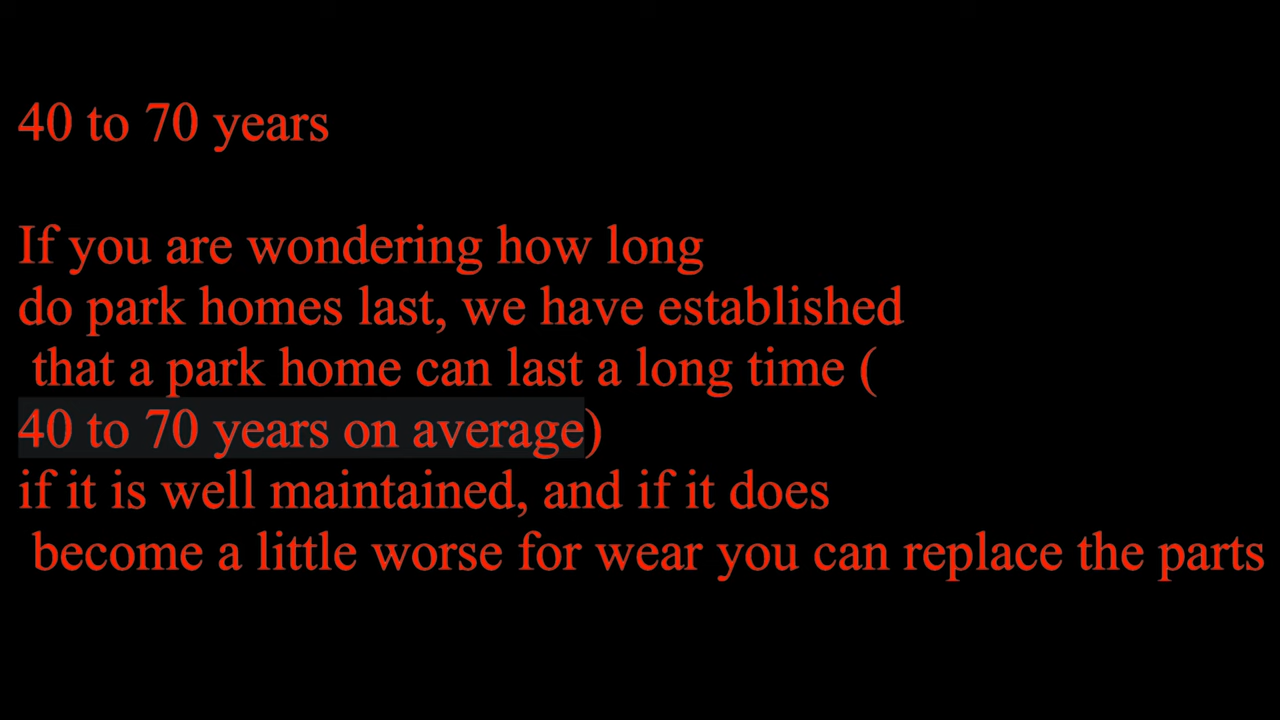 40 to 70 years
If you are wondering how long
do park homes last, we have established
that a park home can last a long time (
40 to 70 years on average)
if it is well maintained, and if it does
become a little worse for wear you can replace the parts